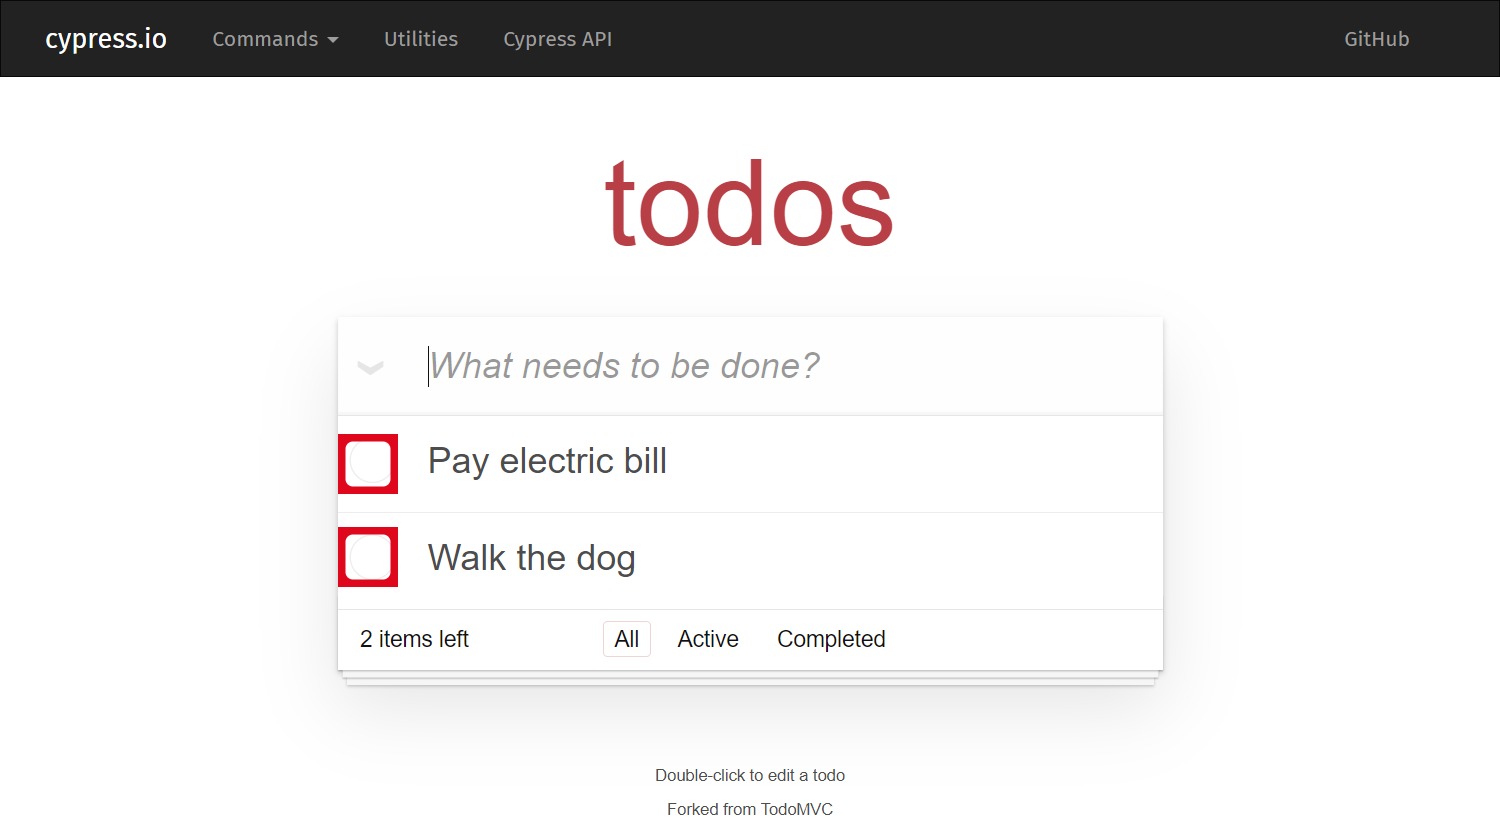 cypress.io Commands Utilities Cypress API GitHub
todos
What needs to be done?
Pay electric bill
Walk the dog
2 items left All Active Completed
Double-click to edit a todo
Forked from TodoMVC